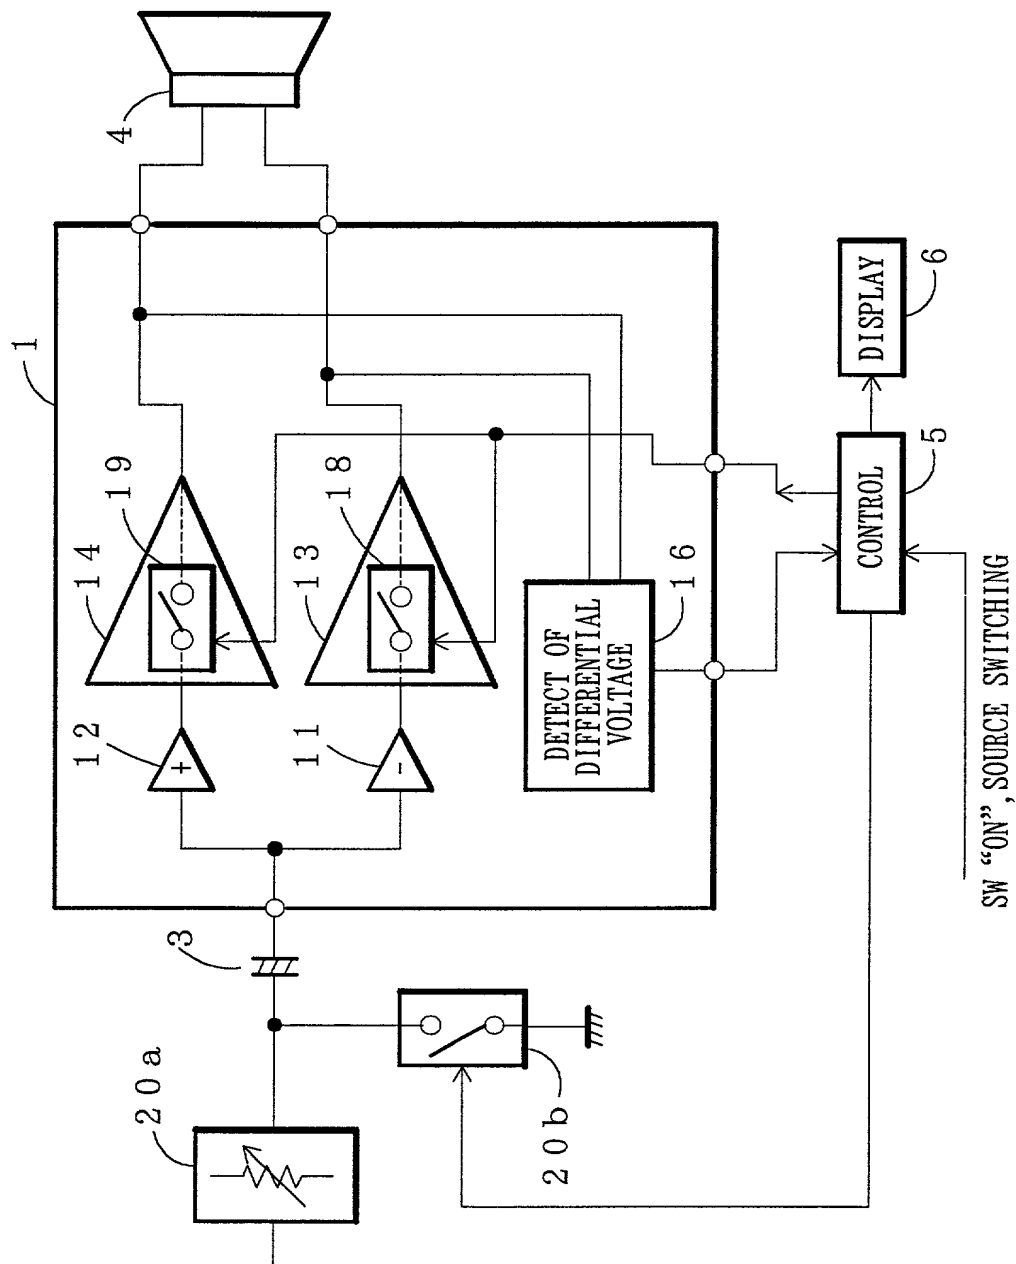 20a
3
20b
1
12
14
19
11
13
18
DETECT OF
DIFFERENTIAL
VOLTAGE
16
4
CONTROL
5
DISPLAY
6
SW “ON”, SOURCE SWITCHING